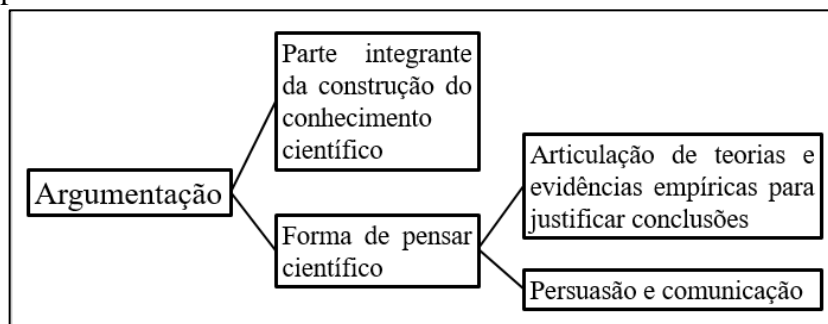 Argumentação
Parte integrante
da construção do
conhecimento
científico
Forma de pensar
científico
Articulação de teorias e
evidências empíricas para
justificar conclusões
Persuasão e comunicação